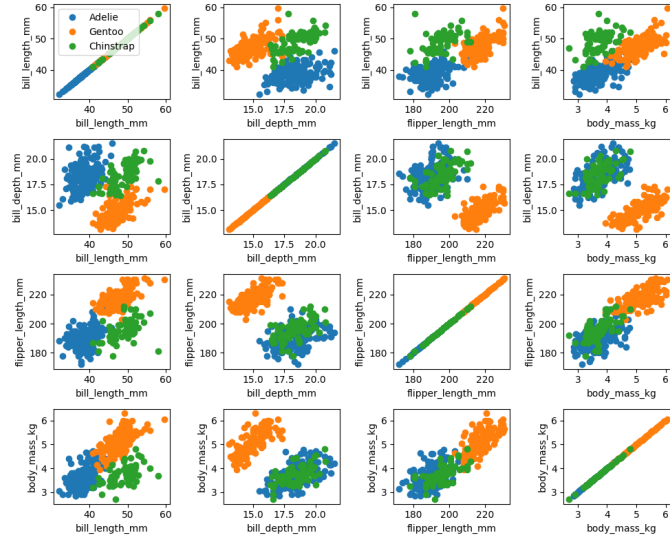 60
50
40
bill_length_mm
Adelie
Gentoo
Chinstrap
40 50 60
bill_length_mm
60
50
40
bill_length_mm
15.0 17.5 20.0
bill_depth_mm
60
50
40
bill_length_mm
180 200 220
flipper_length_mm
60
50
40
bill_length_mm
3 4 5 6
body_mass_kg
20.0
17.5
15.0
bill_depth_mm
40 50 60
bill_length_mm
20.0
17.5
15.0
bill_depth_mm
15.0 17.5 20.0
bill_depth_mm
20.0
17.5
15.0
bill_depth_mm
180 200 220
flipper_length_mm
20.0
17.5
15.0
bill_depth_mm
3 4 5 6
body_mass_kg
220
200
180
flipper_length_mm
40 50 60
bill_length_mm
220
200
180
flipper_length_mm
15.0 17.5 20.0
bill_depth_mm
220
200
180
flipper_length_mm
180 200 220
flipper_length_mm
220
200
180
flipper_length_mm
3 4 5 6
body_mass_kg
6
5
4
3
body_mass_kg
40 50 60
bill_length_mm
6
5
4
3
body_mass_kg
15.0 17.5 20.0
bill_depth_mm
6
5
4
3
body_mass_kg
180 200 220
flipper_length_mm
6
5
4
3
body_mass_kg
3 4 5 6
body_mass_kg